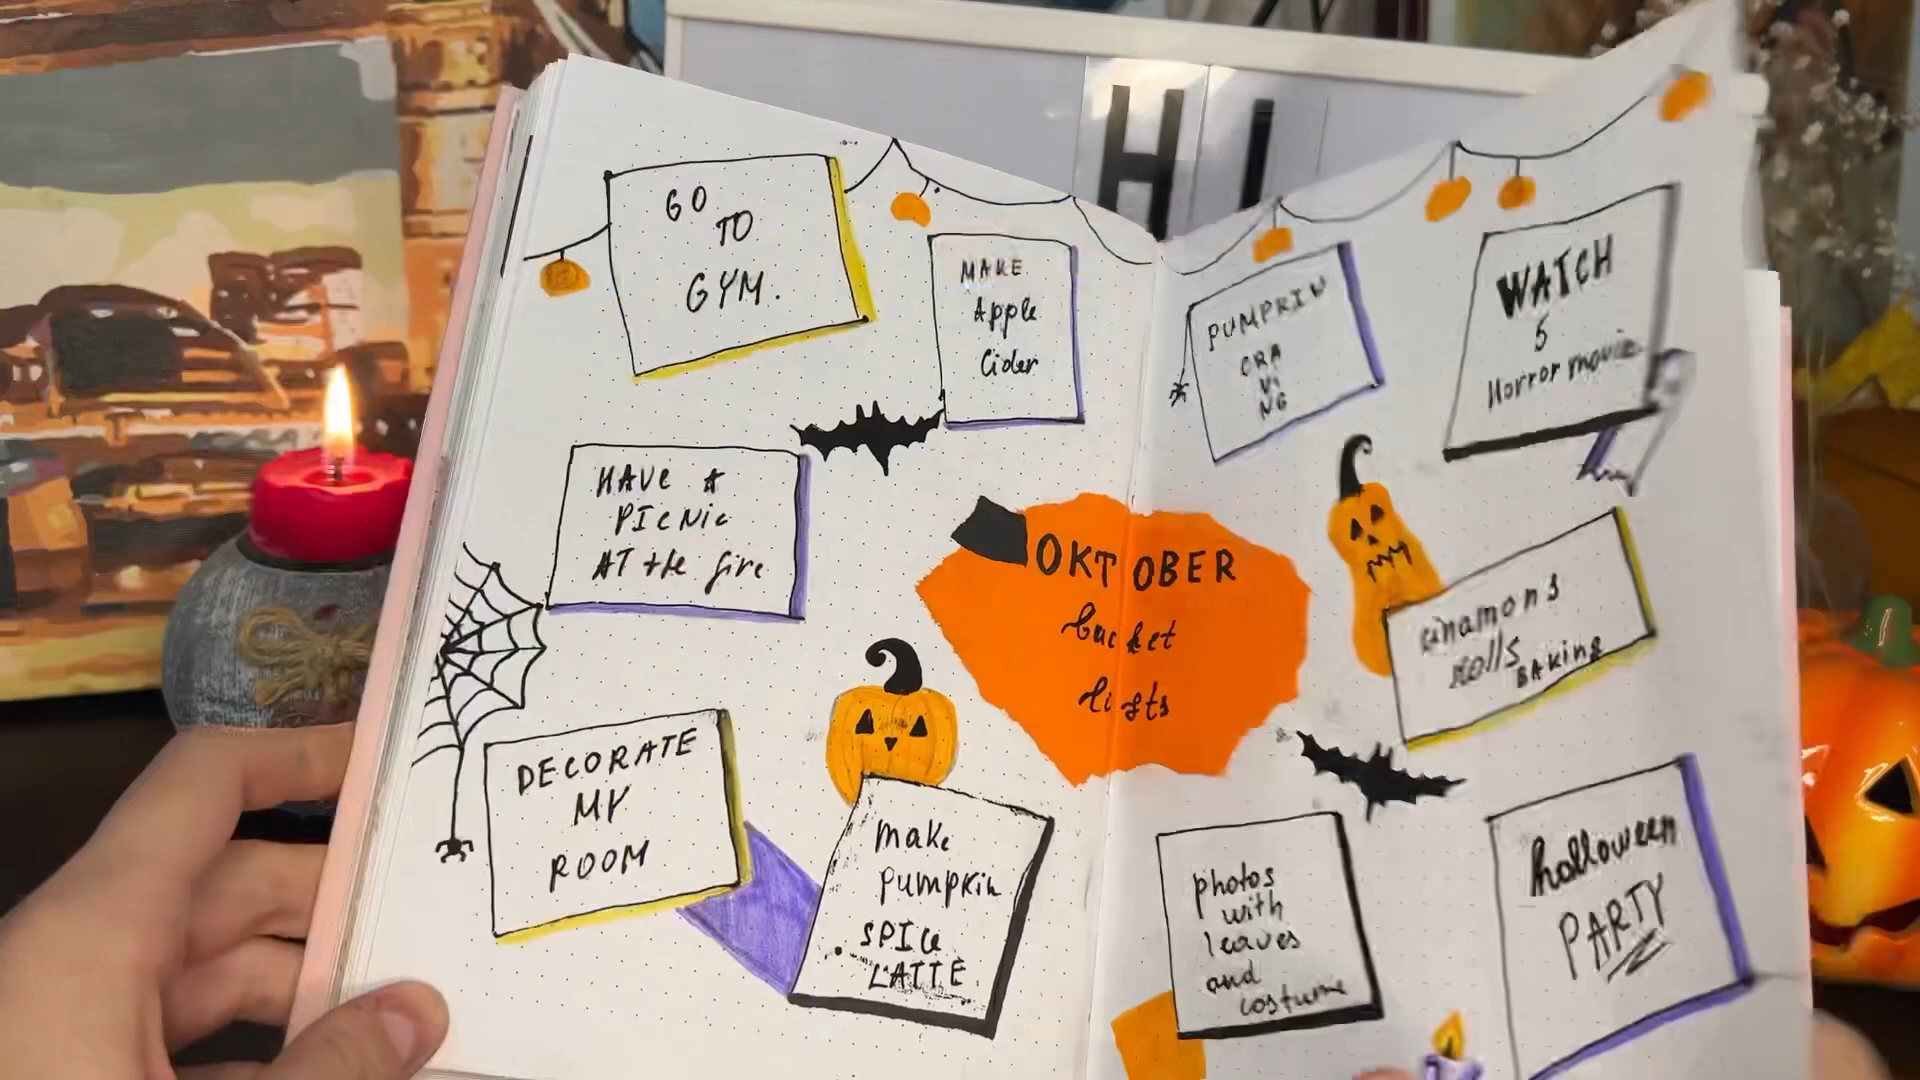 HI
GO
TO
GYM.
MAKE
Apple
Cider
HAVE A
PICNIC
AT the fire
DECORATE
MY
ROOM
make
pumpkin
SPICE
LATTE
OKTOBER
bucket
lists
PUMPKIN
CRA
VI
NG
WATCH
5
Horror movie
cinamons
rolls BAKING
photos
with
leaves
and
costume
halloween
PARTY